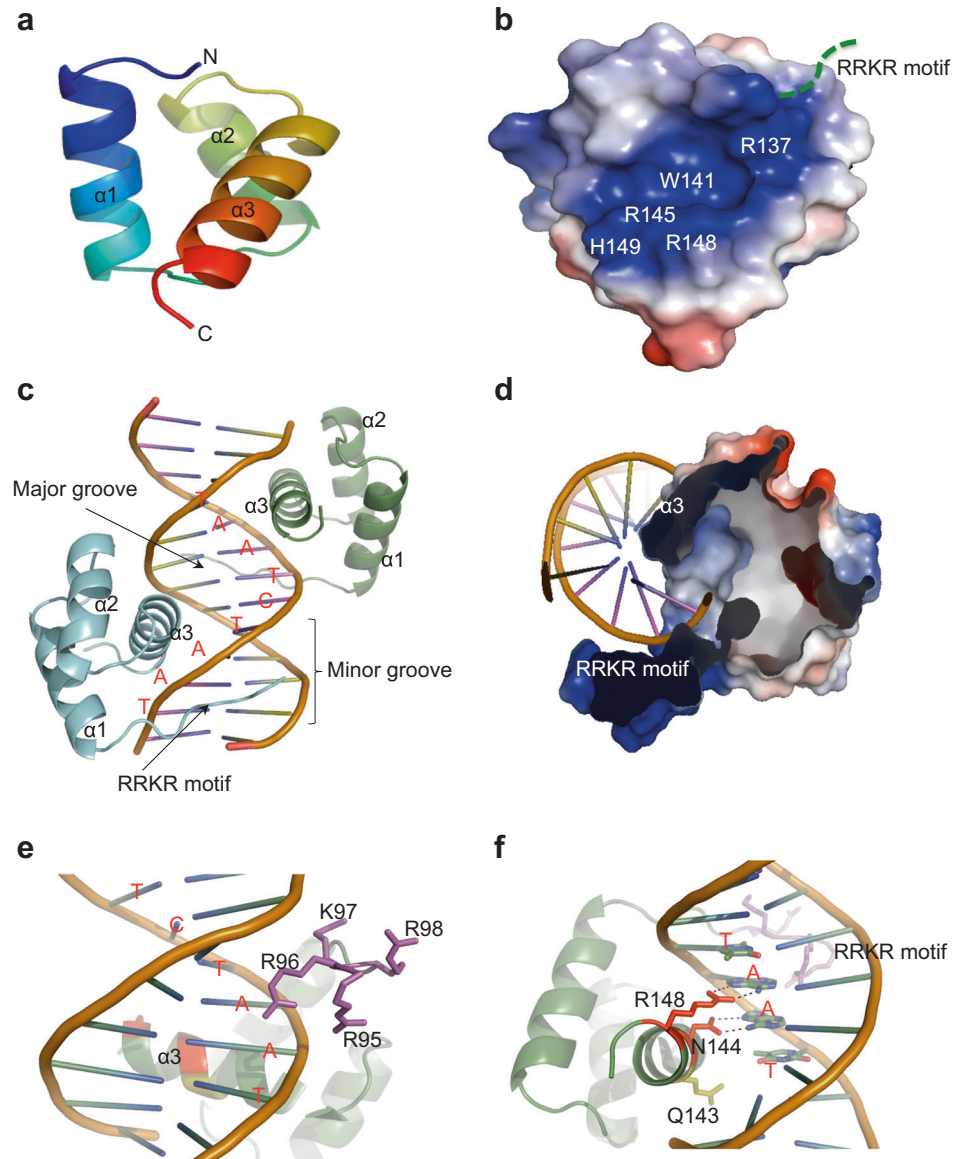 a
N
α2
α1
α3
C
b
RRKR motif
R137
W141
R145
H149
R148
c
α2
Major groove
α3
T
A
A
T
C
T
A
A
T
α1
α2
α3
Minor groove
α1
RRKR motif
d
α3
RRKR motif
e
T
C
K97
R98
R96
T
A
R95
α3
A
T
f
T
RRKR motif
A
R148
A
N144
T
Q143